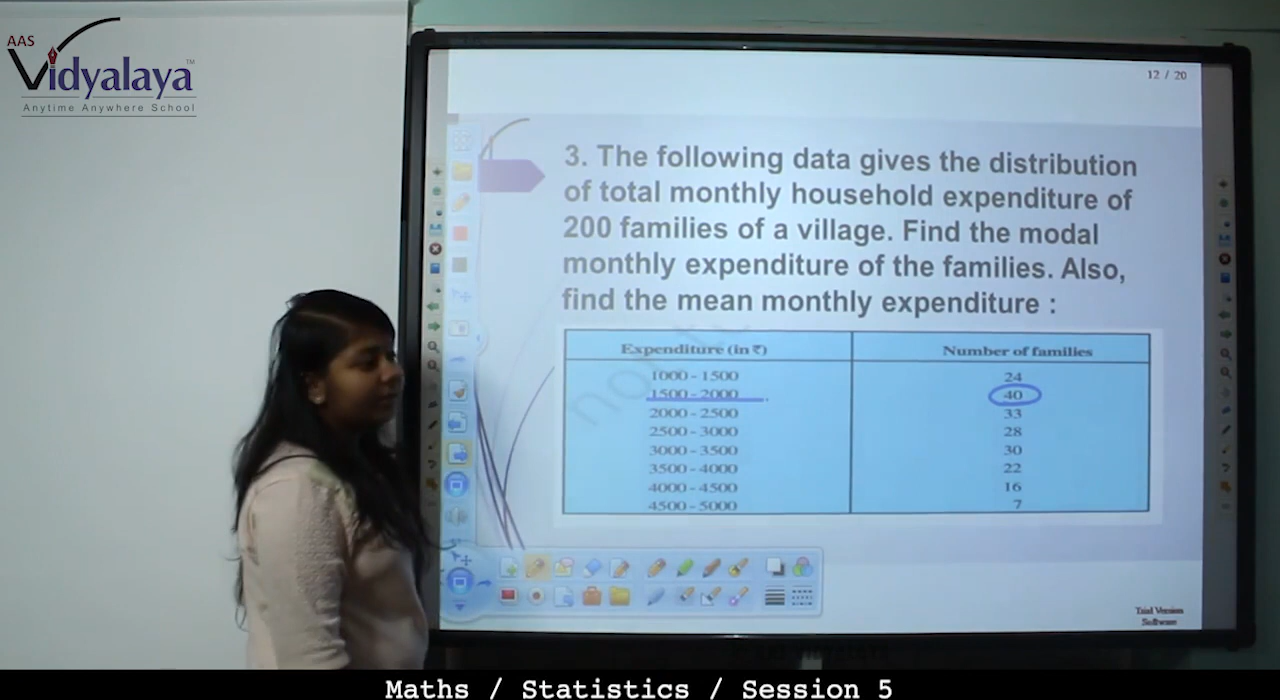 AAS
Vidyalaya™
Anytime Anywhere School
12 / 20
3. The following data gives the distribution
of total monthly household expenditure of
200 families of a village. Find the modal
monthly expenditure of the families. Also,
find the mean monthly expenditure :
Expenditure (in ₹) Number of families
1000 - 1500 24
1500 - 2000 40
2000 - 2500 33
2500 - 3000 28
3000 - 3500 30
3500 - 4000 22
4000 - 4500 16
4500 - 5000 7
Trial Version
Software
Maths / Statistics / Session 5